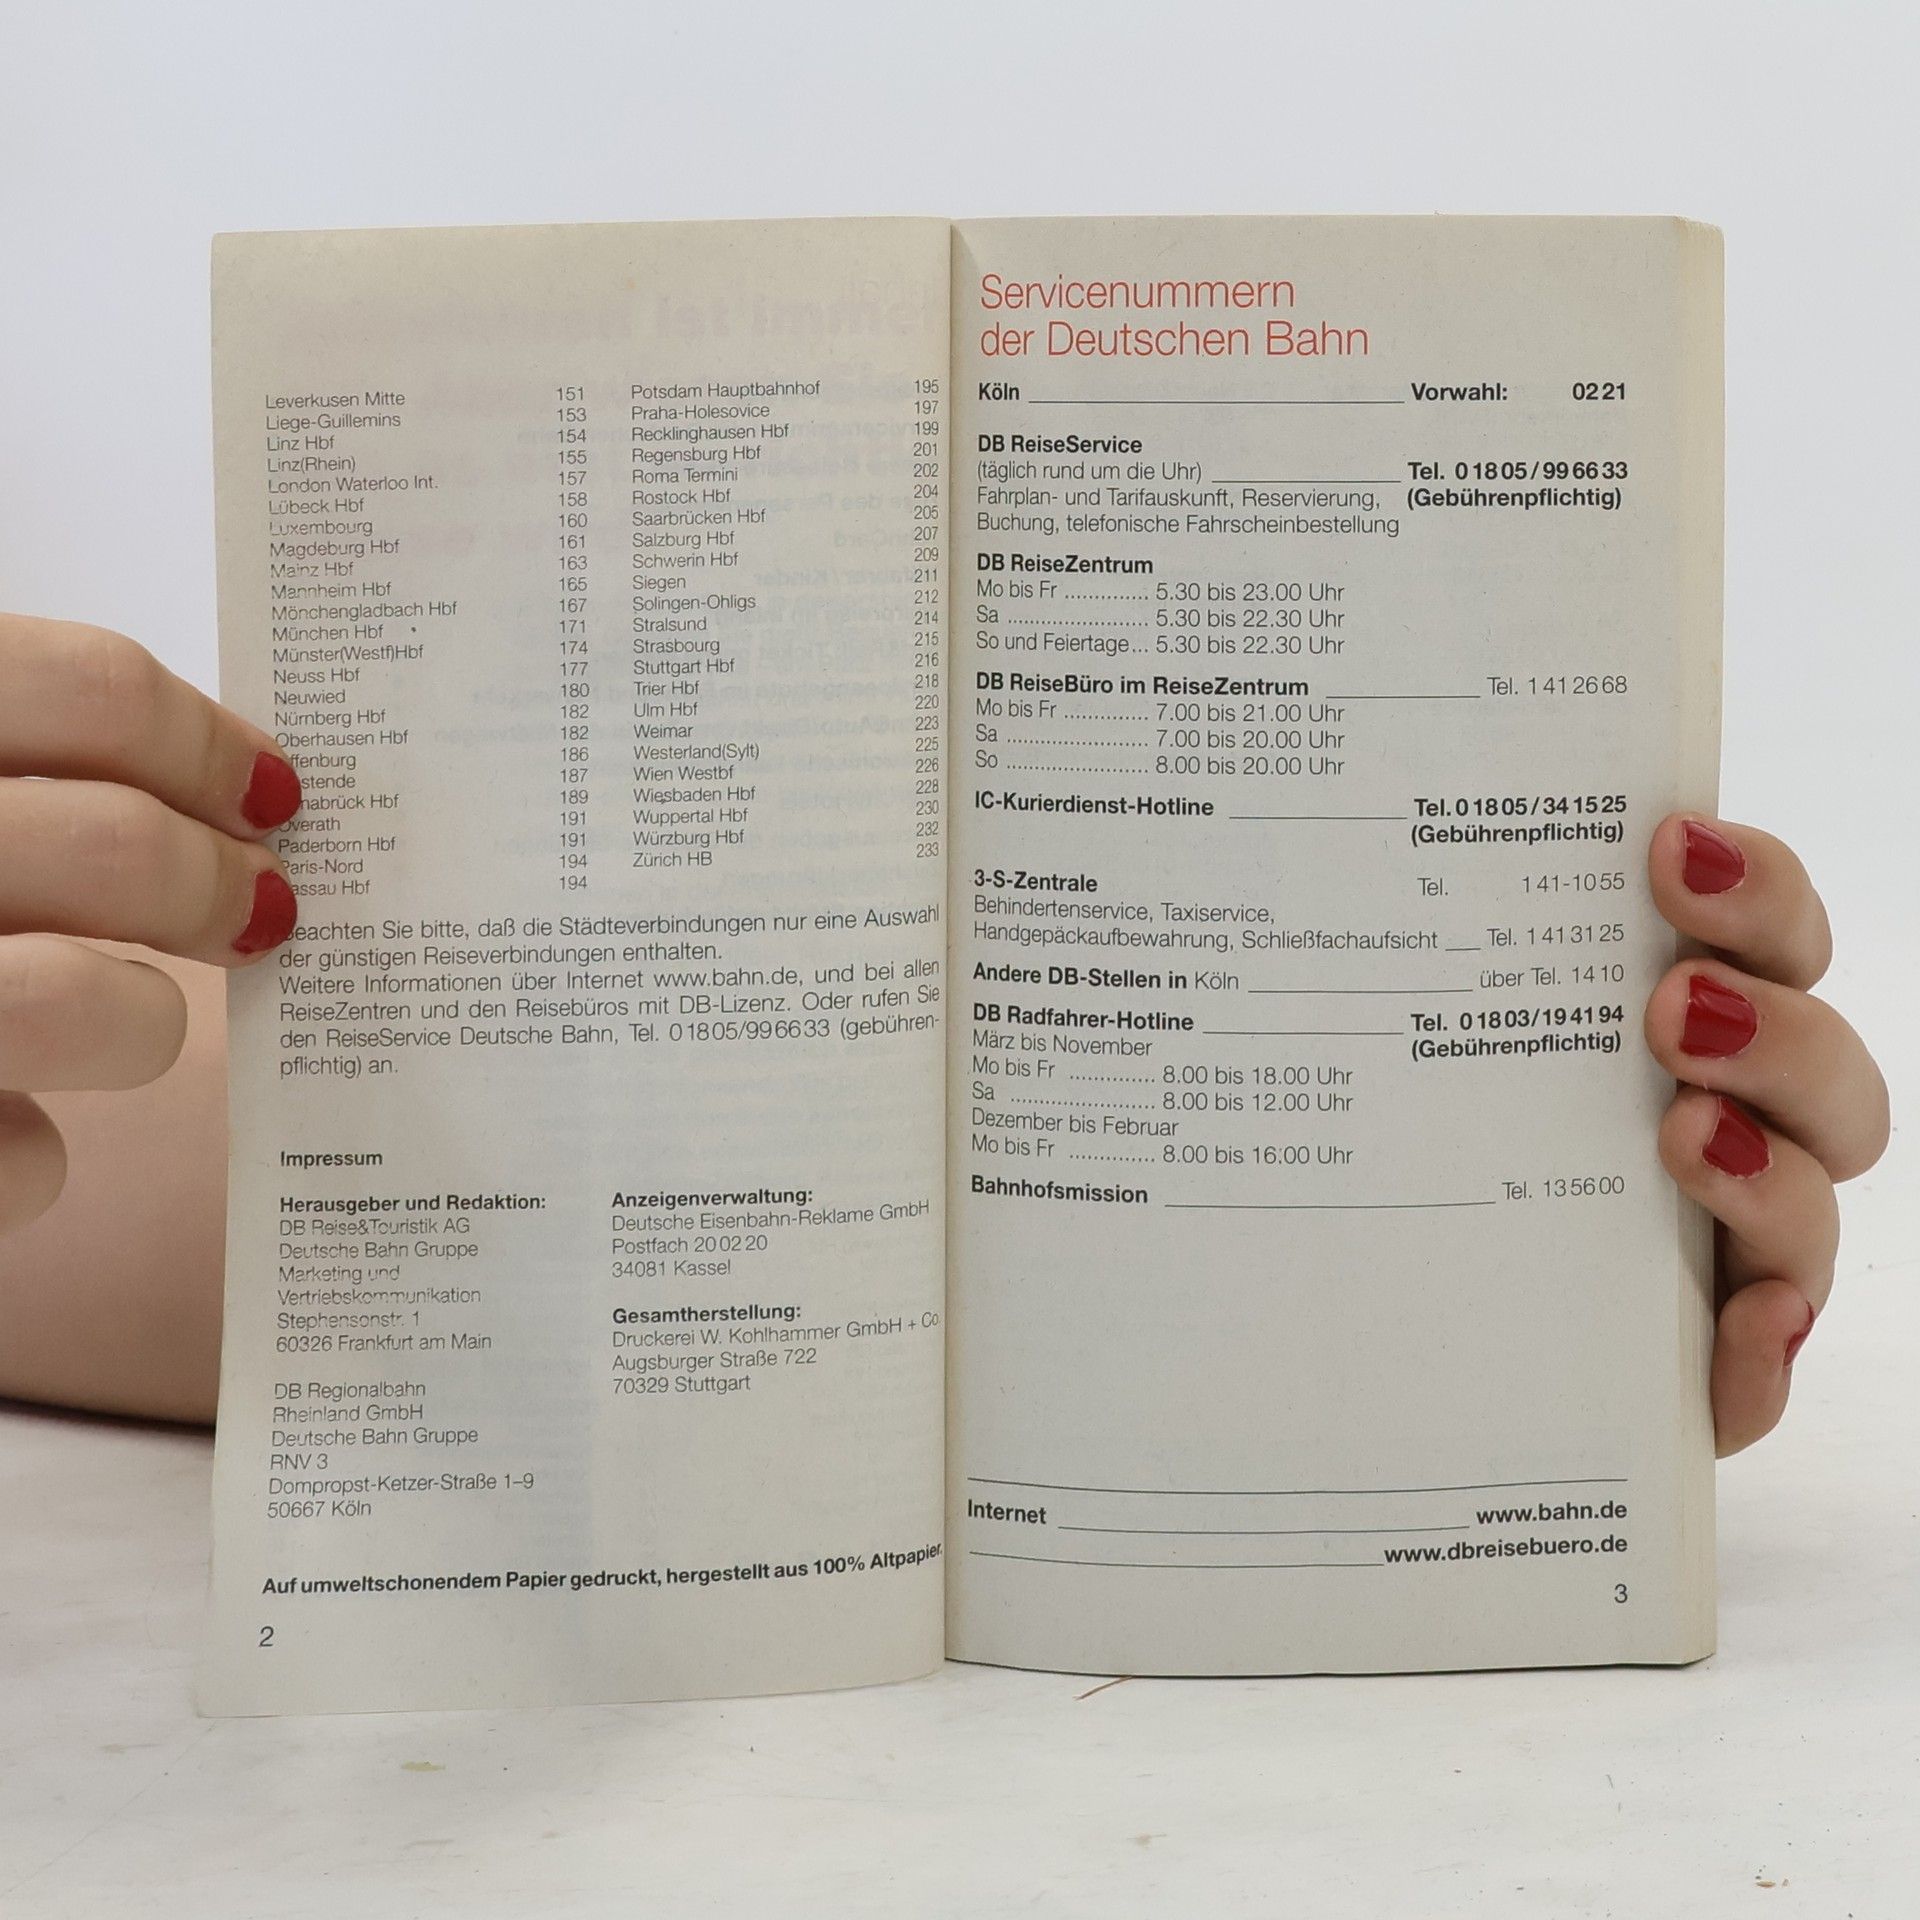 Leverkusen Mitte 151
Liege-Guillemins 153
Linz Hbf 154
Linz(Rhein) 155
London Waterloo Int. 157
Lübeck Hbf 158
Luxembourg 160
Magdeburg Hbf 161
Mainz Hbf 163
Mannheim Hbf 165
Mönchengladbach Hbf 167
München Hbf 171
Münster(Westf)Hbf 174
Neuss Hbf 177
Neuwied 180
Nürnberg Hbf 182
Oberhausen Hbf 182
ffenburg 186
stende 187
nabrück Hbf 189
Overath 191
Paderborn Hbf 191
Paris-Nord 194
assau Hbf 194
Potsdam Hauptbahnhof 195
Praha-Holesovice 197
Recklinghausen Hbf 199
Regensburg Hbf 201
Roma Termini 202
Rostock Hbf 204
Saarbrücken Hbf 205
Salzburg Hbf 207
Schwerin Hbf 209
Siegen 211
Solingen-Ohligs 212
Stralsund 214
Strasbourg 215
Stuttgart Hbf 216
Trier Hbf 218
Ulm Hbf 220
Weimar 223
Westerland(Sylt) 225
Wien Westbf 226
Wiesbaden Hbf 228
Wuppertal Hbf 230
Würzburg Hbf 232
Zürich HB 233
Beachten Sie bitte, daß die Städteverbindungen nur eine Auswahl
der günstigen Reiseverbindungen enthalten.
Weitere Informationen über Internet www.bahn.de, und bei allen
ReiseZentren und den Reisebüros mit DB-Lizenz. Oder rufen Sie
den ReiseService Deutsche Bahn, Tel. 01805/996633 (gebühren-
pflichtig) an.
Impressum
Herausgeber und Redaktion:
DB Reise&Touristik AG
Deutsche Bahn Gruppe
Marketing und
Vertriebskommunikation
Stephensonstr. 1
60326 Frankfurt am Main
DB Regionalbahn
Rheinland GmbH
Deutsche Bahn Gruppe
RNV 3
Dompropst-Ketzer-Straße 1–9
50667 Köln
Anzeigenverwaltung:
Deutsche Eisenbahn-Reklame GmbH
Postfach 200220
34081 Kassel
Gesamtherstellung:
Druckerei W. Kohlhammer GmbH + Co
Augsburger Straße 722
70329 Stuttgart
Auf umweltschonendem Papier gedruckt, hergestellt aus 100% Altpapier.
2
Servicenummern
der Deutschen Bahn
Köln Vorwahl: 0221
DB ReiseService
(täglich rund um die Uhr) Tel. 01805/996633
Fahrplan- und Tarifauskunft, Reservierung, (Gebührenpflichtig)
Buchung, telefonische Fahrscheinbestellung
DB ReiseZentrum
Mo bis Fr .............. 5.30 bis 23.00 Uhr
Sa ....................... 5.30 bis 22.30 Uhr
So und Feiertage... 5.30 bis 22.30 Uhr
DB ReiseBüro im ReiseZentrum Tel. 1412668
Mo bis Fr .............. 7.00 bis 21.00 Uhr
Sa ....................... 7.00 bis 20.00 Uhr
So ....................... 8.00 bis 20.00 Uhr
IC-Kurierdienst-Hotline Tel.01805/341525
(Gebührenpflichtig)
3-S-Zentrale Tel. 141-1055
Behindertenservice, Taxiservice,
Handgepäckaufbewahrung, Schließfachaufsicht Tel. 1413125
Andere DB-Stellen in Köln über Tel. 1410
DB Radfahrer-Hotline Tel. 01803/194194
März bis November (Gebührenpflichtig)
Mo bis Fr .............. 8.00 bis 18.00 Uhr
Sa ....................... 8.00 bis 12.00 Uhr
Dezember bis Februar
Mo bis Fr .............. 8.00 bis 16.00 Uhr
Bahnhofsmission Tel. 135600
Internet www.bahn.de
www.dbreisebuero.de
3